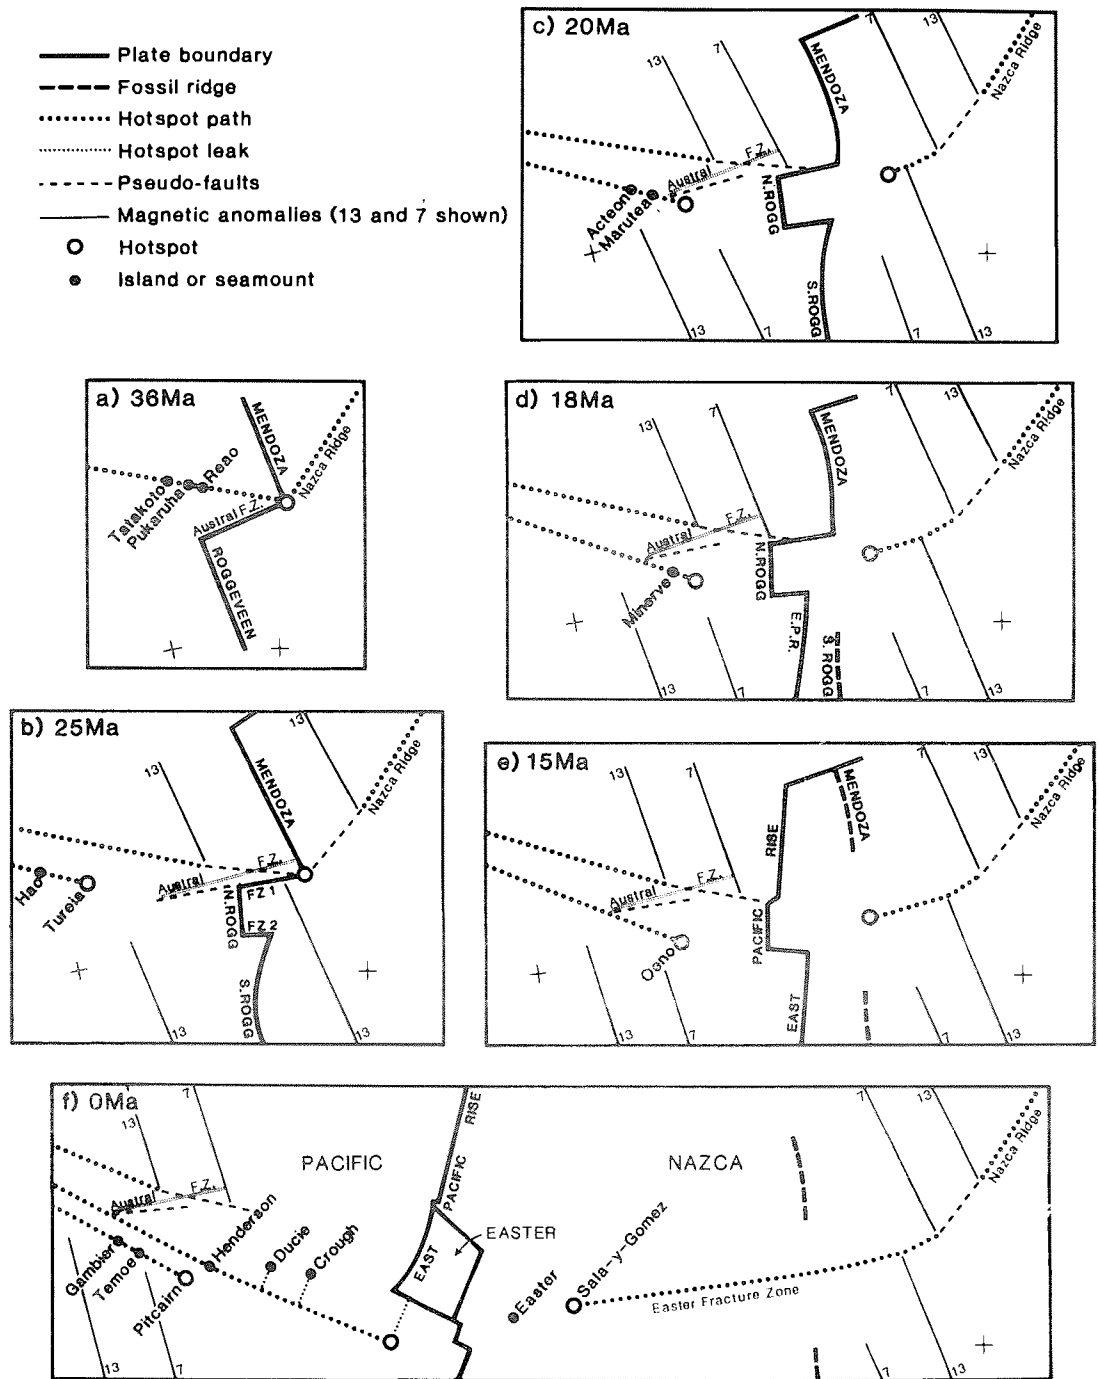 Plate boundary
Fossil ridge
Hotspot path
Hotspot leak
Pseudo-faults
Magnetic anomalies (13 and 7 shown)
Hotspot
Island or seamount
a) 36Ma
MENDOZA
Nazca Ridge
Reao
Pukaruha
Tatakoto
Austral F.Z.
ROGGEVEEN
b) 25Ma
13
13
MENDOZA
Nazca Ridge
Austral F.Z.
Hao
Tureia
N.ROGG
FZ 1
FZ 2
S.ROGG
13
13
c) 20Ma
13
7
MENDOZA
7
13
Nazca Ridge
Austral F.Z.
Acteon
Marutea
N.ROGG
S.ROGG
13
7
7
13
d) 18Ma
13
7
MENDOZA
7
13
Nazca Ridge
Austral F.Z.
Minerve
N.ROGG
E.P.R.
S. ROGG
13
7
7
13
e) 15Ma
13
7
RISE
MENDOZA
7
13
Nazca Ridge
Austral F.Z.
Oeno
PACIFIC
EAST
13
7
7
13
f) 0Ma
13
7
RISE
PACIFIC
EAST
PACIFIC
NAZCA
7
13
Nazca Ridge
Austral F.Z.
Gambier
Temoe
Pitcairn
Henderson
Ducie
Crough
EASTER
Easter
Sala-y-Gomez
Easter Fracture Zone
13
7
7
13